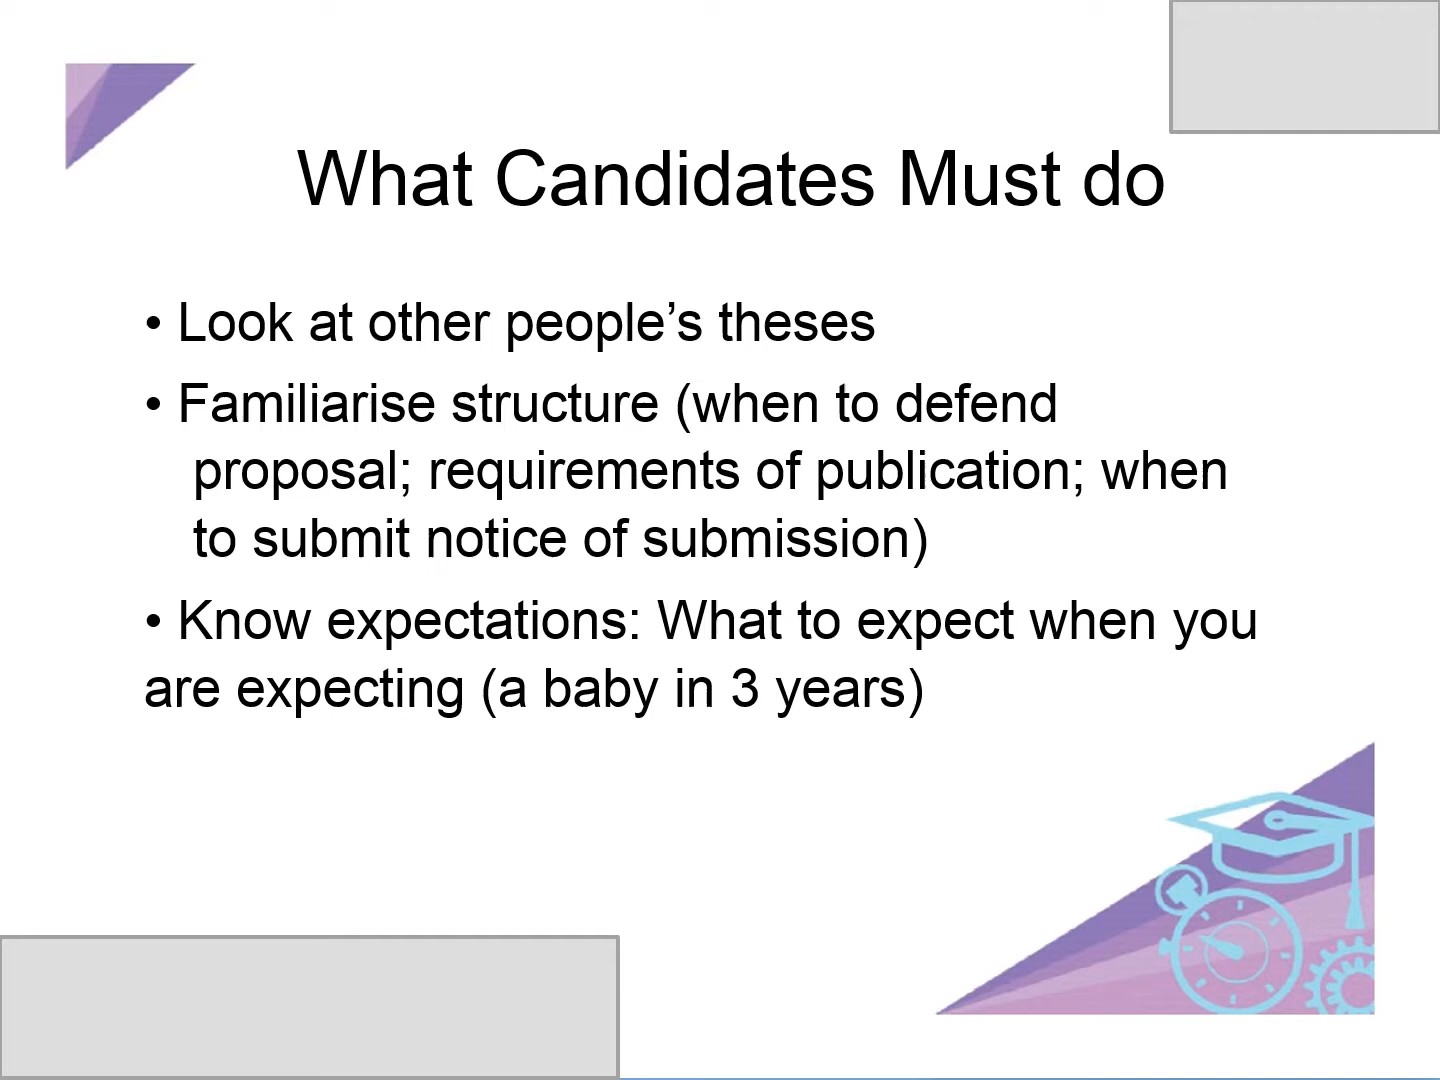 What Candidates Must do
• Look at other people’s theses
• Familiarise structure (when to defend
proposal; requirements of publication; when
to submit notice of submission)
• Know expectations: What to expect when you
are expecting (a baby in 3 years)